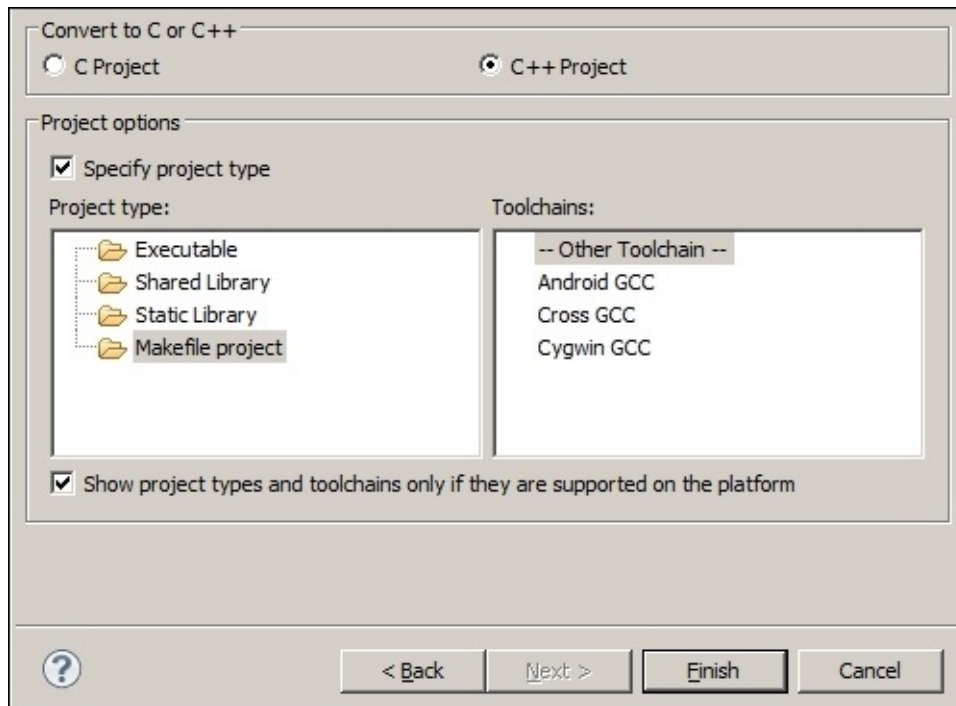 Convert to C or C++
C Project
C++ Project
Project options
Specify project type
Project type:
Toolchains:
Executable
Shared Library
Static Library
Makefile project
-- Other Toolchain --
Android GCC
Cross GCC
Cygwin GCC
Show project types and toolchains only if they are supported on the platform
?
< Back
Next >
Finish
Cancel